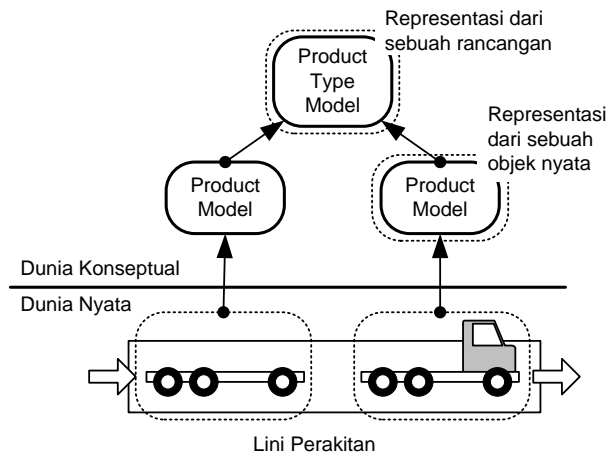 Representasi dari
sebuah rancangan
Product
Type
Model
Representasi
dari sebuah
objek nyata
Product
Model
Product
Model
Dunia Konseptual
Dunia Nyata
Lini Perakitan